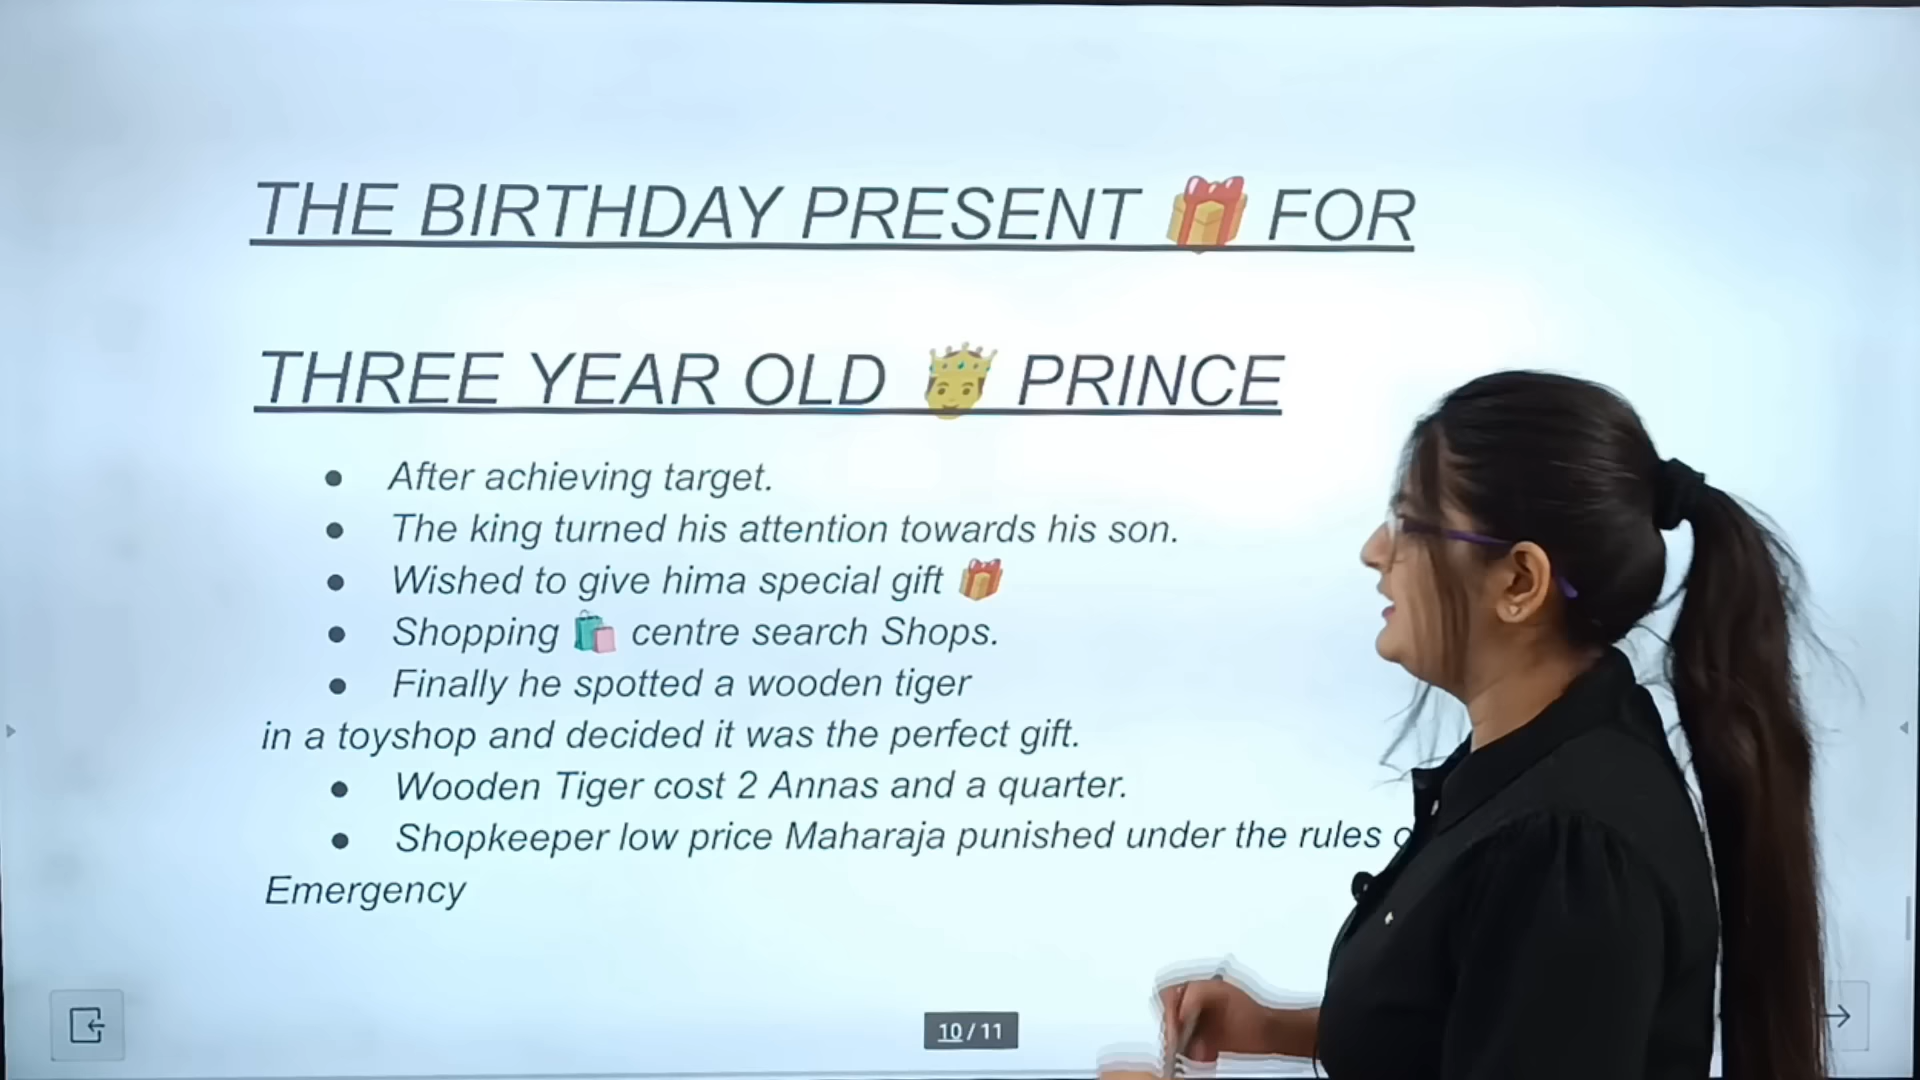 THE BIRTHDAY PRESENT 🎁 FOR
THREE YEAR OLD 🤴 PRINCE
● After achieving target.
● The king turned his attention towards his son.
● Wished to give hima special gift 🎁
● Shopping 🛍️ centre search Shops.
● Finally he spotted a wooden tiger
in a toyshop and decided it was the perfect gift.
● Wooden Tiger cost 2 Annas and a quarter.
● Shopkeeper low price Maharaja punished under the rules
Emergency
10 / 11